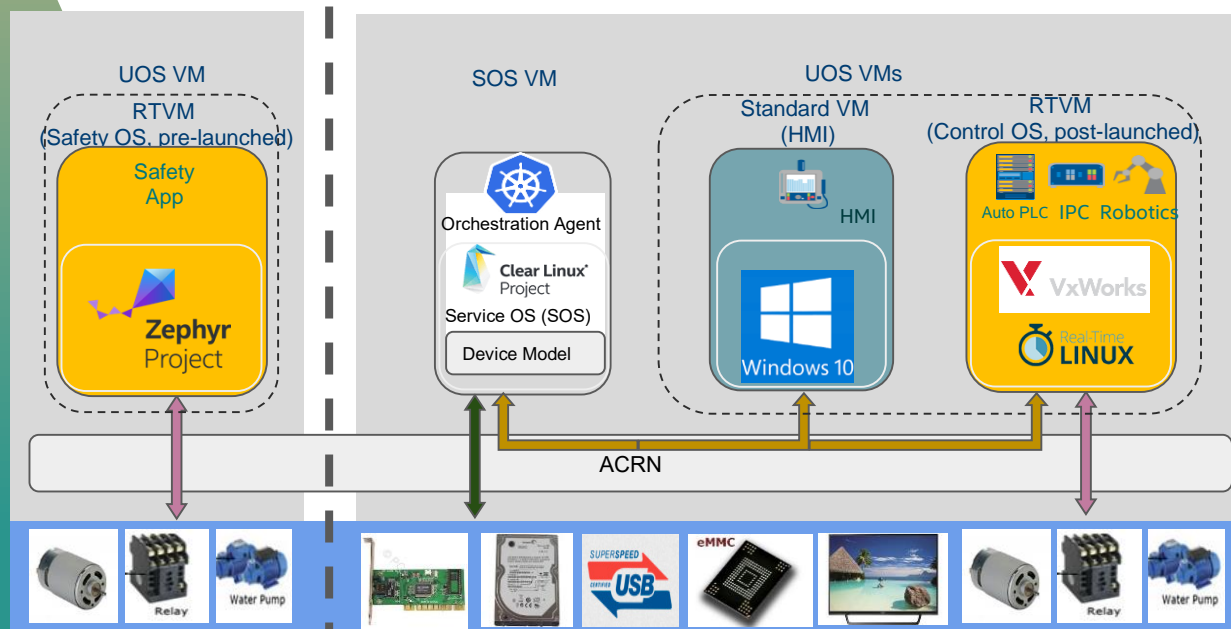 UOS VM
RTVM
(Safety OS, pre-launched)
Safety
App
Zephyr
Project
SOS VM
Orchestration Agent
Clear Linux*
Project
Service OS (SOS)
Device Model
UOS VMs
Standard VM
(HMI)
HMI
Windows 10
RTVM
(Control OS, post-launched)
Auto PLC IPC Robotics
VxWorks
Real-Time
LINUX
ACRN
Relay
Water Pump
SUPERSPEED
CERTIFIED
USB
eMMC
Relay
Water Pump